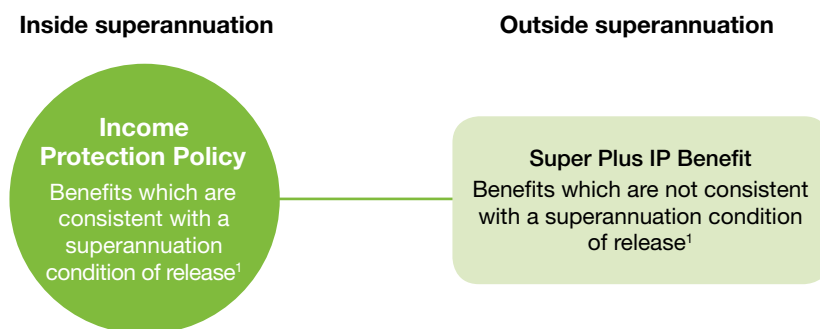 Inside superannuation
Outside superannuation
Income
Protection Policy
Benefits which are
consistent with a
superannuation
condition of release¹
Super Plus IP Benefit
Benefits which are not consistent
with a superannuation condition
of release¹